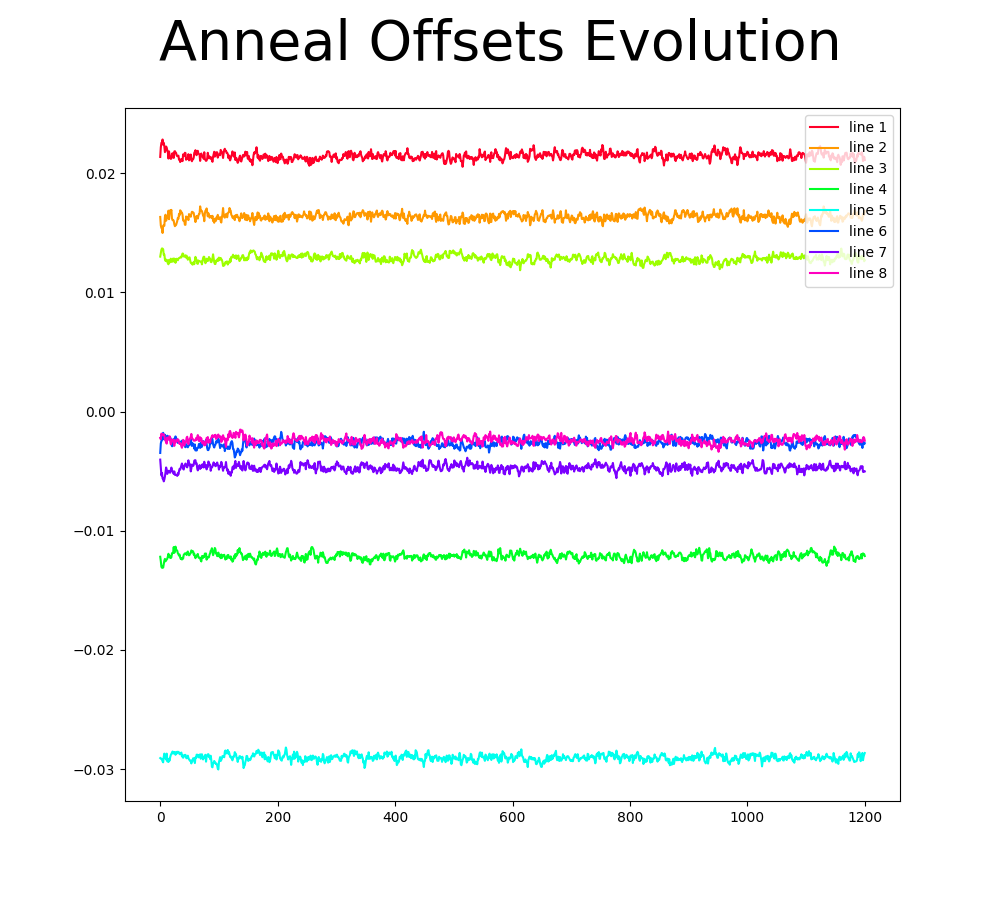 Anneal Offsets Evolution
line 1
line 2
line 3
line 4
line 5
line 6
line 7
line 8
0.02
0.01
0.00
−0.01
−0.02
−0.03
0 200 400 600 800 1000 1200